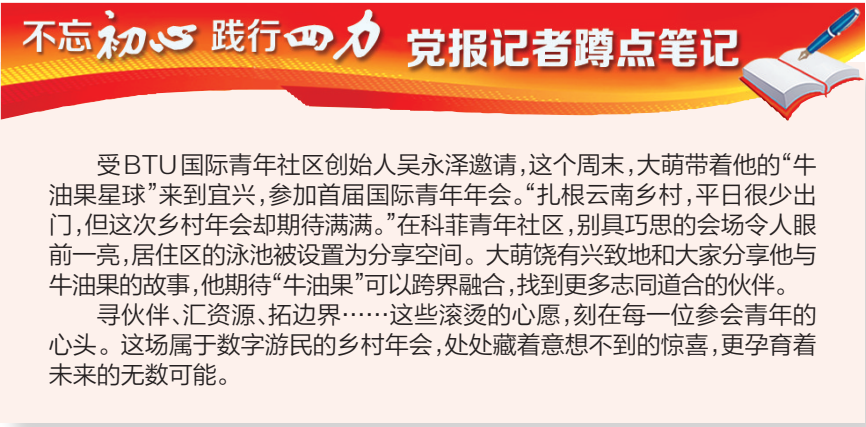 不忘初心 践行四力 党报记者蹲点笔记
受BTU国际青年社区创始人吴永泽邀请,这个周末,大萌带着他的“牛
油果星球”来到宜兴,参加首届国际青年年会。“扎根云南乡村,平日很少出
门,但这次乡村年会却期待满满。”在科菲青年社区,别具巧思的会场令人眼
前一亮,居住区的泳池被设置为分享空间。大萌饶有兴致地和大家分享他与
牛油果的故事,他期待“牛油果”可以跨界融合,找到更多志同道合的伙伴。
寻伙伴、汇资源、拓边界……这些滚烫的心愿,刻在每一位参会青年的
心头。这场属于数字游民的乡村年会,处处藏着意想不到的惊喜,更孕育着
未来的无数可能。